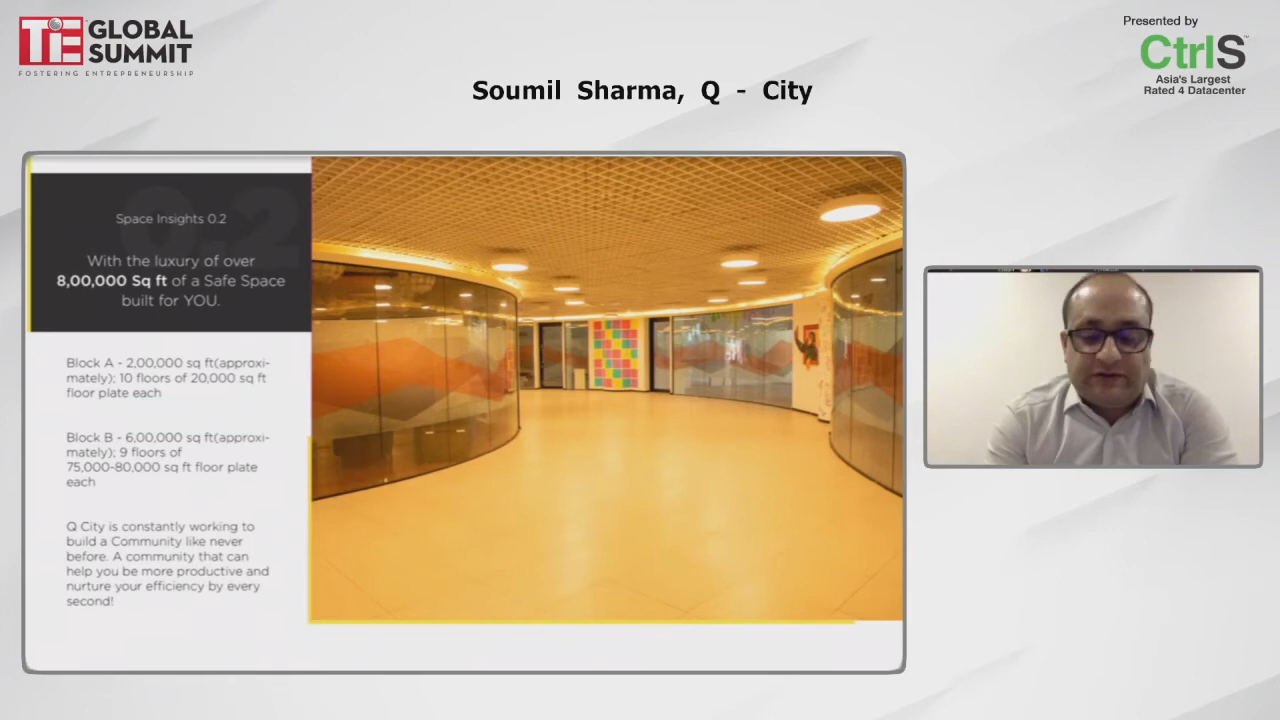 TiE GLOBAL
SUMMIT
FOSTERING ENTREPRENEURSHIP
Presented by
CtrlS™
Asia's Largest
Rated 4 Datacenter
Soumil Sharma, Q - City
0.2
Space Insights 0.2
With the luxury of over
8,00,000 Sq ft of a Safe Space
built for YOU.
Block A - 2,00,000 sq ft(approxi-
mately); 10 floors of 20,000 sq ft
floor plate each
Block B - 6,00,000 sq ft(approxi-
mately); 9 floors of
75,000-80,000 sq ft floor plate
each
Q City is constantly working to
build a Community like never
before. A community that can
help you be more productive and
nurture your efficiency by every
second!